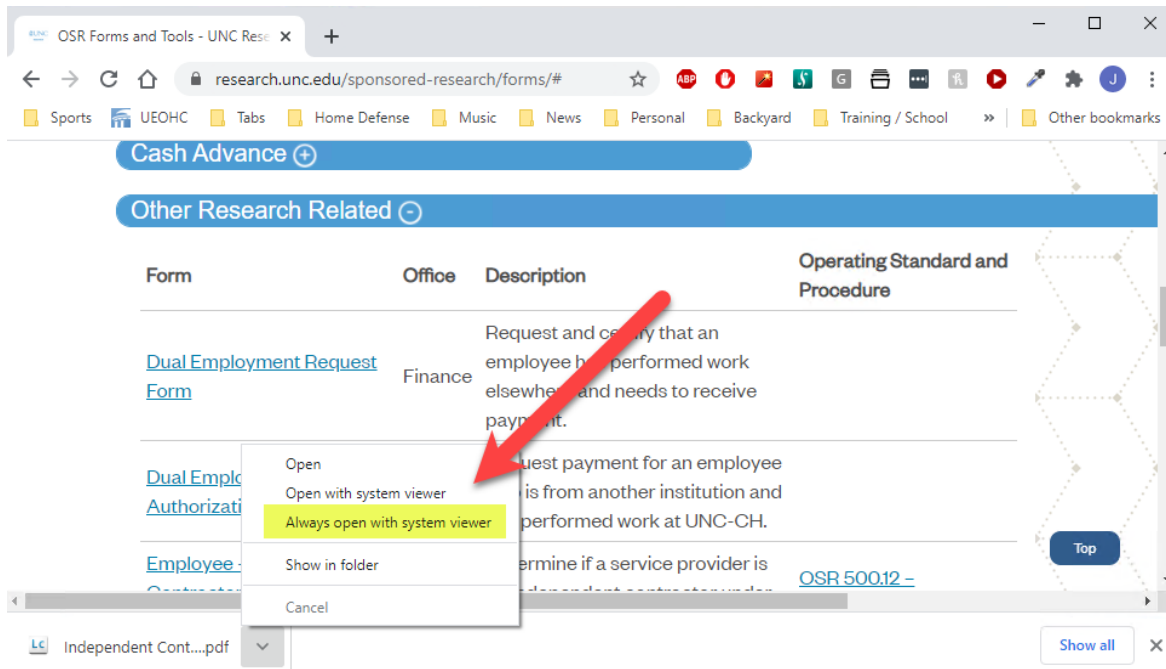 OSR Forms and Tools - UNC Rese
research.unc.edu/sponsored-research/forms/#
ABP
G
J
Sports UEOHC Tabs Home Defense Music News Personal Backyard Training / School » Other bookmarks
Cash Advance
Other Research Related
Form Office Description Operating Standard and
Procedure
Request and certify that an
Dual Employment Request employee has performed work
Form Finance elsewhere and needs to receive
payment.
Dual Emplo uest payment for an employee
Authorizati is from another institution and
performed work at UNC-CH.
Employee - ermine if a service provider is
OSR 500.12 –
Open
Open with system viewer
Always open with system viewer
Show in folder
Cancel
Top
Lc Independent Cont....pdf
Show all